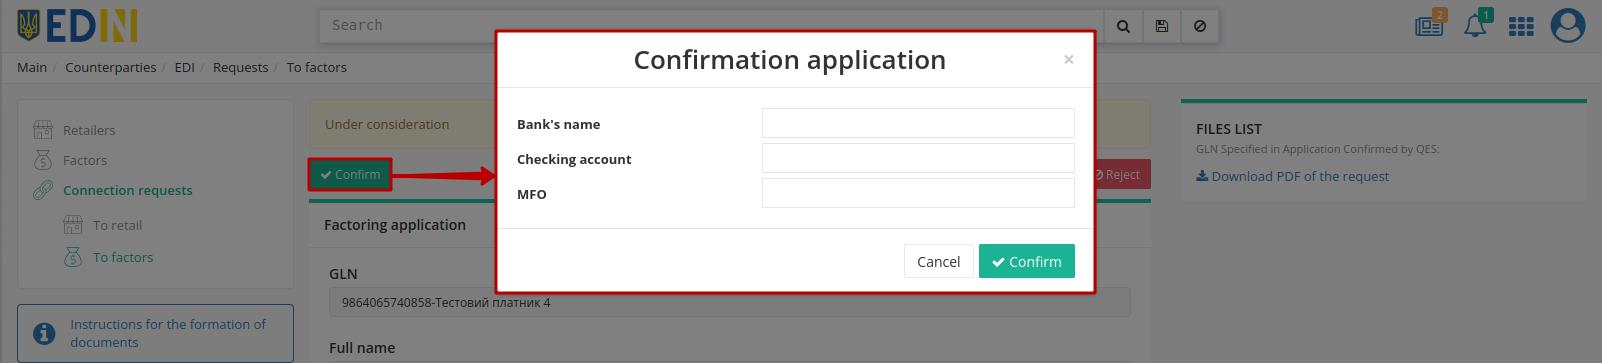 EDIN
Search
2
1
Main / Counterparties / EDI / Requests / To factors
Retailers
Factors
Connection requests
To retail
To factors
Instructions for the formation of
documents
Under consideration
Confirm
Reject
Factoring application
GLN
9864065740858-Тестовий платник 4
Full name
Confirmation application
×
Bank's name
Checking account
MFO
Cancel
Confirm
FILES LIST
GLN Specified in Application Confirmed by QES:
Download PDF of the request